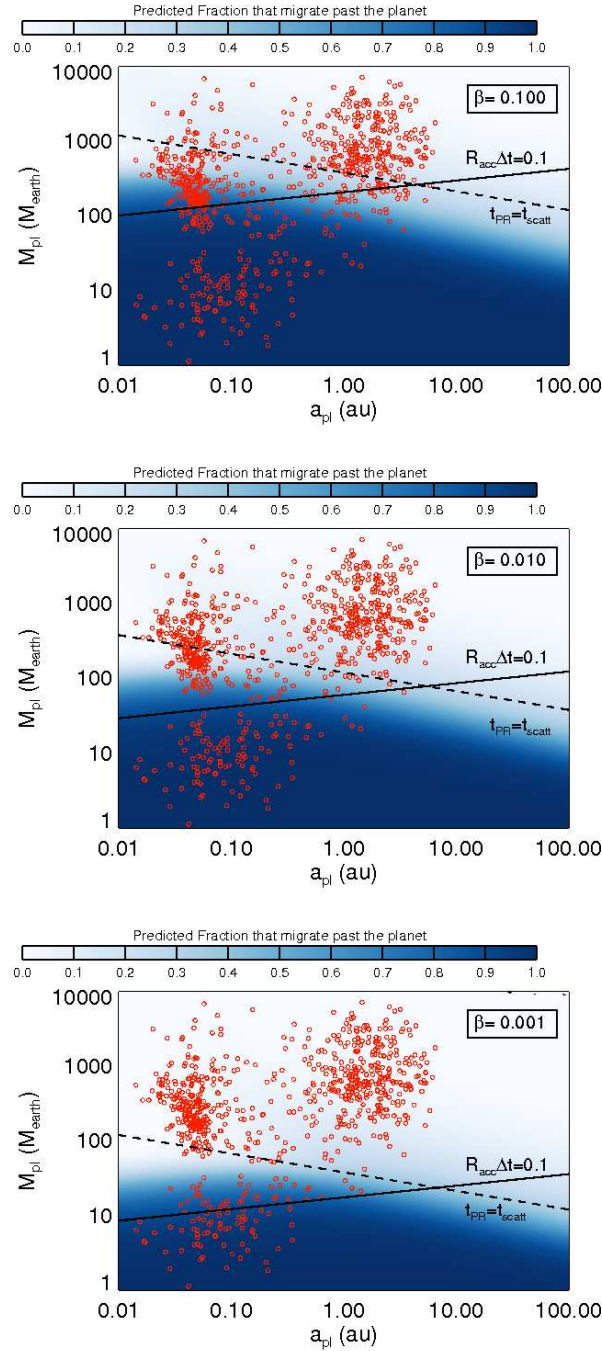 Predicted Fraction that migrate past the planet
0.0 0.1 0.2 0.3 0.4 0.5 0.6 0.7 0.8 0.9 1.0
10000
1000
100
10
1
M_pl (M_earth)
β= 0.100
R_accΔt=0.1
t_PR=t_scatt
0.01 0.10 1.00 10.00 100.00
a_pl (au)
Predicted Fraction that migrate past the planet
0.0 0.1 0.2 0.3 0.4 0.5 0.6 0.7 0.8 0.9 1.0
10000
1000
100
10
1
M_pl (M_earth)
β= 0.010
R_accΔt=0.1
t_PR=t_scatt
0.01 0.10 1.00 10.00 100.00
a_pl (au)
Predicted Fraction that migrate past the planet
0.0 0.1 0.2 0.3 0.4 0.5 0.6 0.7 0.8 0.9 1.0
10000
1000
100
10
1
M_pl (M_earth)
β= 0.001
R_accΔt=0.1
t_PR=t_scatt
0.01 0.10 1.00 10.00 100.00
a_pl (au)